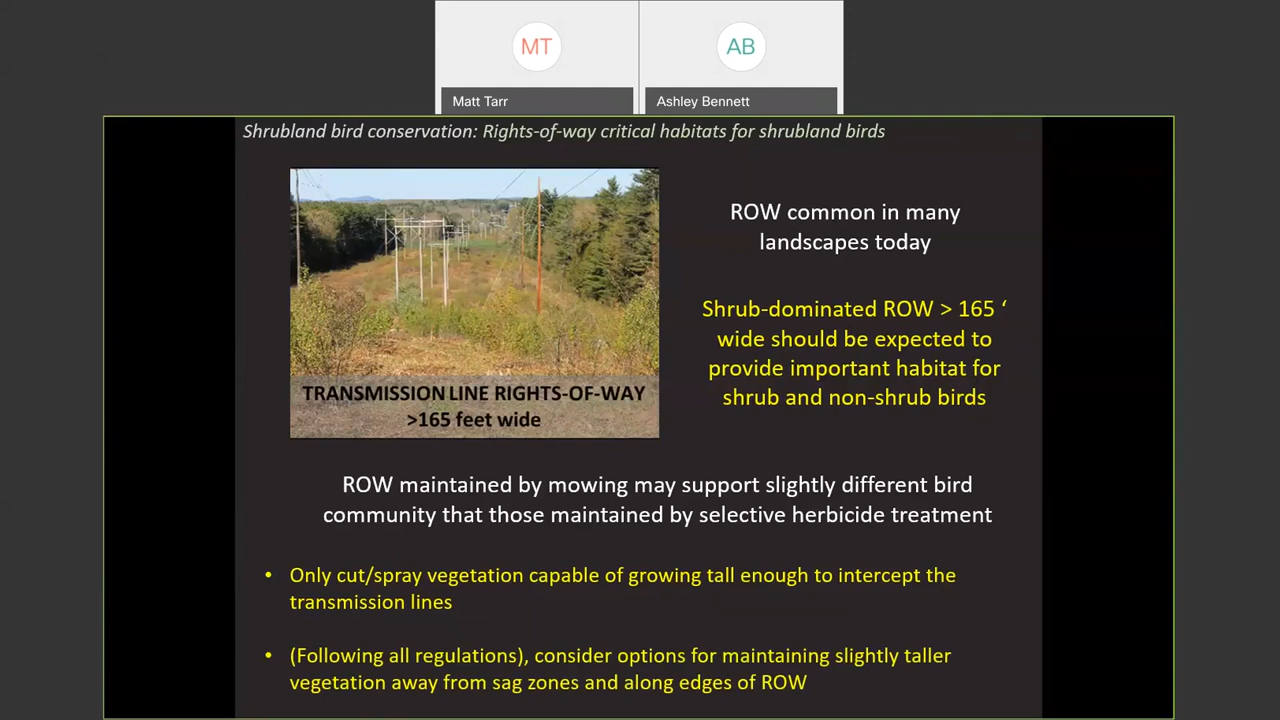 MT
AB
Matt Tarr
Ashley Bennett
Shrubland bird conservation: Rights-of-way critical habitats for shrubland birds
TRANSMISSION LINE RIGHTS-OF-WAY
>165 feet wide
ROW common in many
landscapes today
Shrub-dominated ROW > 165 ‘
wide should be expected to
provide important habitat for
shrub and non-shrub birds
ROW maintained by mowing may support slightly different bird
community that those maintained by selective herbicide treatment
• Only cut/spray vegetation capable of growing tall enough to intercept the
transmission lines
• (Following all regulations), consider options for maintaining slightly taller
vegetation away from sag zones and along edges of ROW